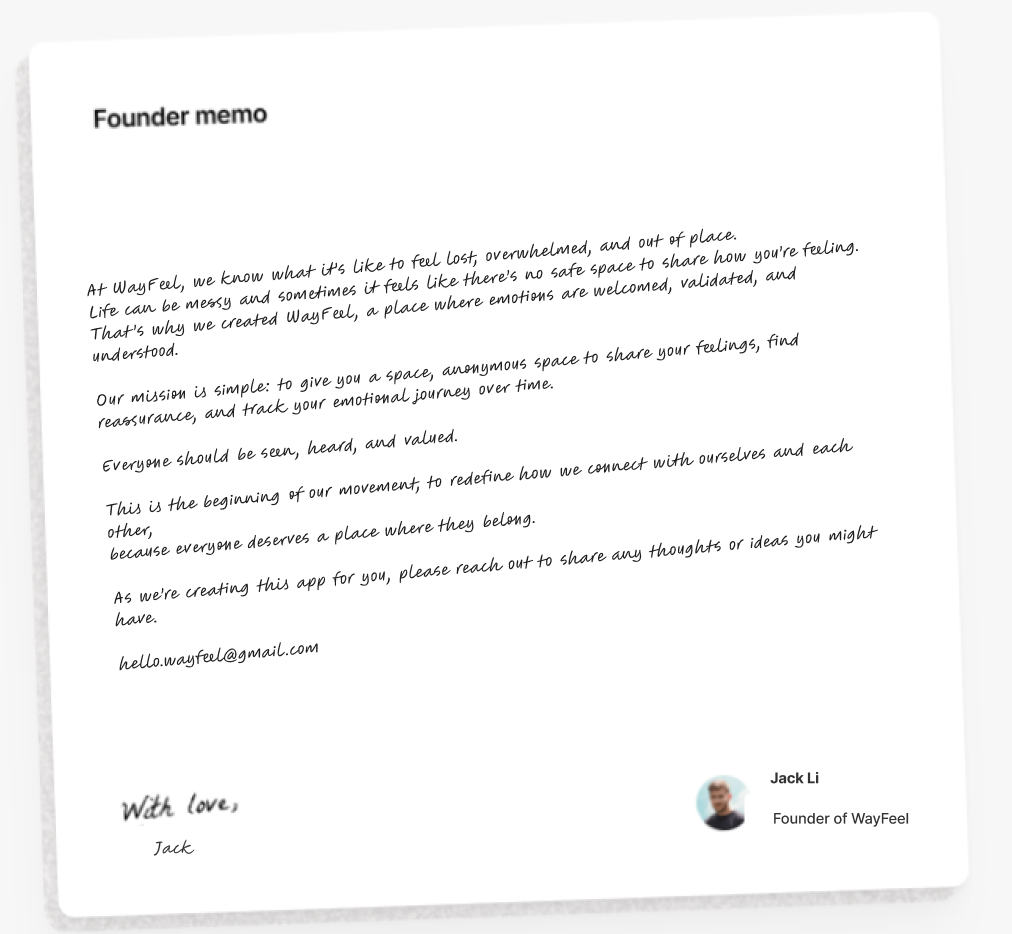 Founder memo
At WayFeel, we know what it's like to feel lost, overwhelmed, and out of place.
Life can be messy and sometimes it feels like there's no safe space to share how you're feeling.
That's why we created WayFeel, a place where emotions are welcomed, validated, and
understood.
Our mission is simple: to give you a space, anonymous space to share your feelings, find
reassurance, and track your emotional journey over time.
Everyone should be seen, heard, and valued.
This is the beginning of our movement, to redefine how we connect with ourselves and each
other,
because everyone deserves a place where they belong.
As we're creating this app for you, please reach out to share any thoughts or ideas you might
have.
hello.wayfeel@gmail.com
With love,
Jack
Jack Li
Founder of WayFeel